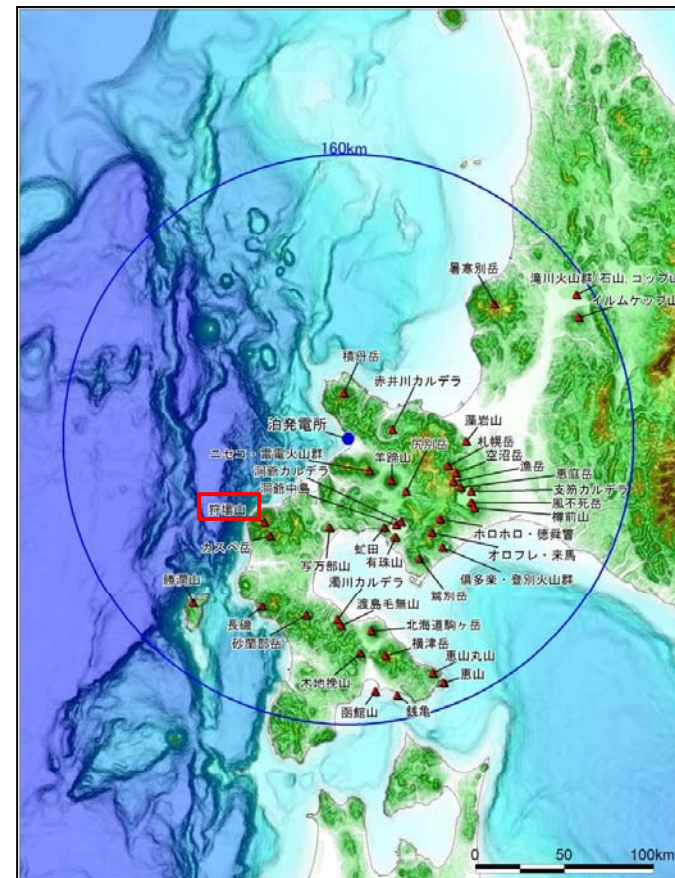 160km
暑寒別岳
滝川火山群(石山, コップ山
イルムケップ山
積丹岳
赤井川カルデラ
泊発電所
藻岩山
尻別岳
札幌岳
空沼岳
ニセコ・雷電火山群
羊蹄山
漁岳
恵庭岳
洞爺カルデラ
支笏カルデラ
洞爺中島
風不死岳
狩場山
樽前山
ホロホロ・徳舜瞥
カスベ岳
虻田
オロフレ・来馬
写万部山
有珠山
倶多楽・登別火山群
勝澗山
濁川カルデラ
鷲別岳
渡島毛無山
長磯
北海道駒ヶ岳
砂蘭部岳
横津岳
恵山丸山
木地挽山
恵山
函館山
銭亀
0 50 100km